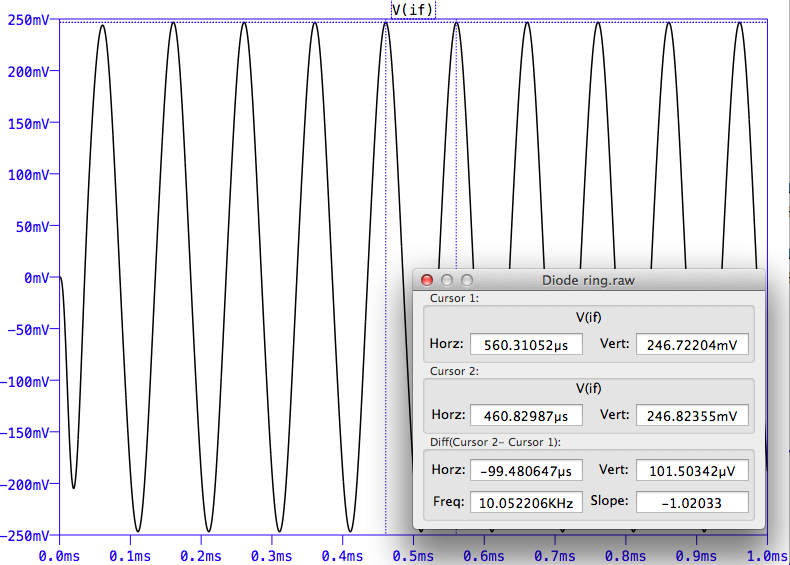 V(if)
250mV
200mV
150mV
100mV
50mV
0mV
-50mV
-100mV
-150mV
-200mV
-250mV
0.0ms 0.1ms 0.2ms 0.3ms 0.4ms 0.5ms 0.6ms 0.7ms 0.8ms 0.9ms 1.0ms
Diode ring.raw
Cursor 1:
V(if)
Horz: 560.31052µs Vert: 246.72204mV
Cursor 2:
V(if)
Horz: 460.82987µs Vert: 246.82355mV
Diff(Cursor 2- Cursor 1):
Horz: -99.480647µs Vert: 101.50342µV
Freq: 10.052206KHz Slope: -1.02033